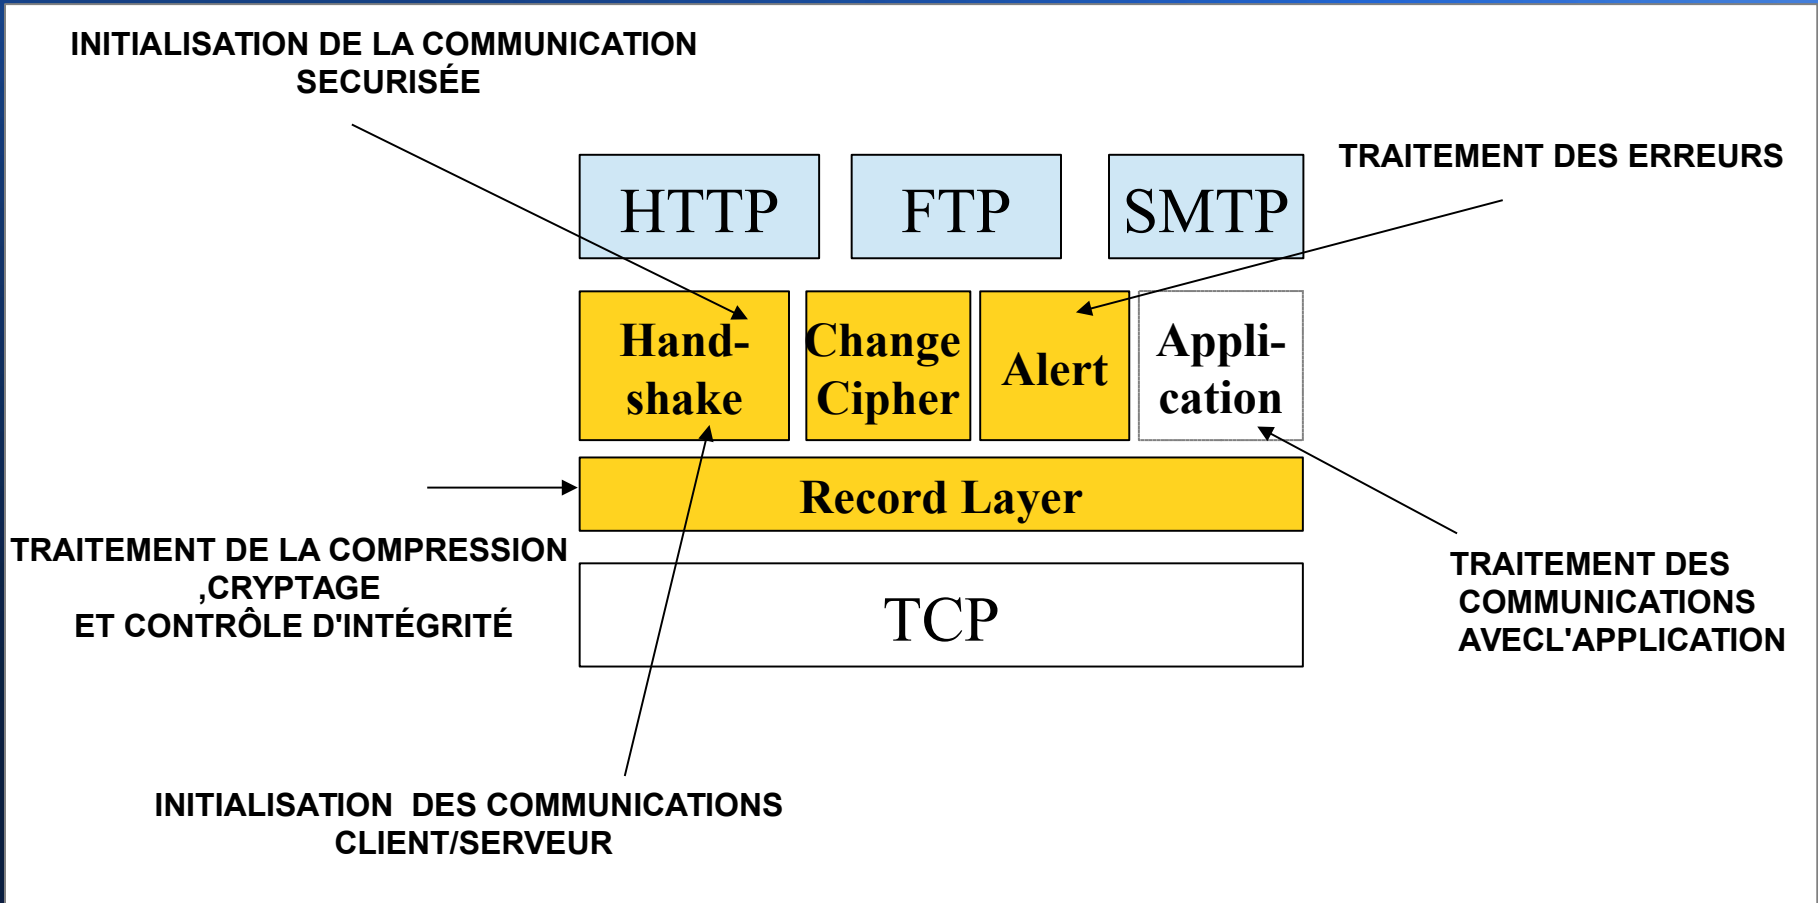 INITIALISATION DE LA COMMUNICATION
SECURISÉE
TRAITEMENT DES ERREURS
HTTP
FTP
SMTP
Hand-
shake
Change
Cipher
Alert
Appli-
cation
Record Layer
TRAITEMENT DE LA COMPRESSION
,CRYPTAGE
ET CONTRÔLE D'INTÉGRITÉ
TCP
TRAITEMENT DES
COMMUNICATIONS
AVECL'APPLICATION
INITIALISATION DES COMMUNICATIONS
CLIENT/SERVEUR